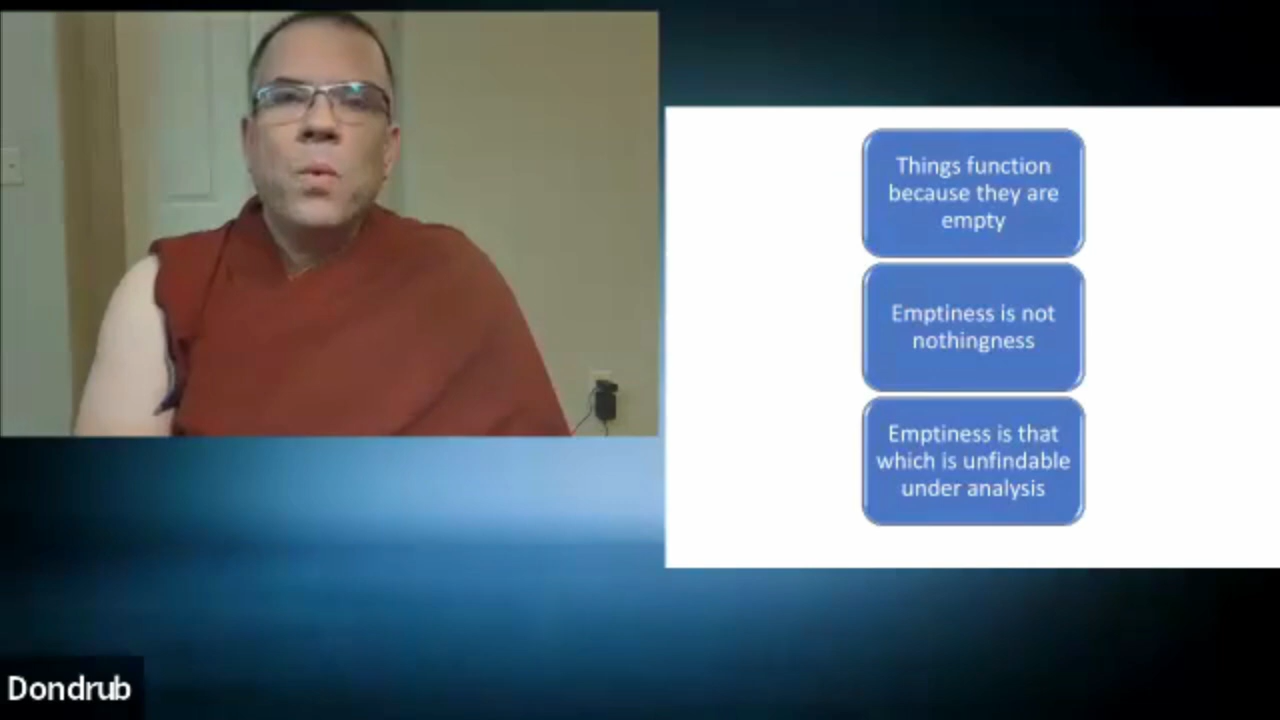 Things function
because they are
empty
Emptiness is not
nothingness
Emptiness is that
which is unfindable
under analysis
Dondrub